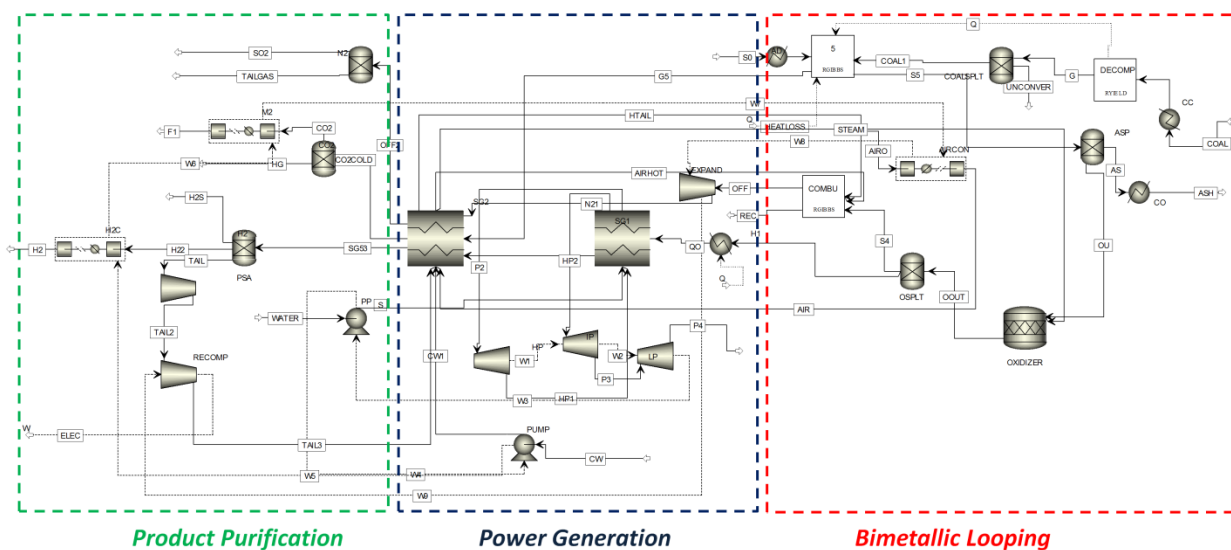 SO2
N2
TAILGAS
M2
F1
CO2
CO2
HG
CO2COLD
OFF2
W6
H2S
H2C
H2
H2
H22
TAIL
PSA
SG53
TAIL2
RECOMP
W
ELEC
TAIL3
Product Purification
HTAIL
AIRHOT
SG2
N21
SG1
EXPAND
OFF
P2
HP2
QO
H1
Q
PP
S
WATER
CW1
W1
HP
IP
W2
LP
P4
P3
HP1
W3
PUMP
CW
W5
W4
W9
Power Generation
S0
Q
5
RGIBBS
COAL1
S5
COALSPLT
G
DECOMP
RYIELD
UNCONVER
G5
CC
COAL
W7
Q
HEATLOSS
STEAM
W8
AIRO
AIRCON
ASP
AS
CO
ASH
COMBU
RGIBBS
REC
S4
OU
OSPLT
OOUT
AIR
OXIDIZER
Bimetallic Looping